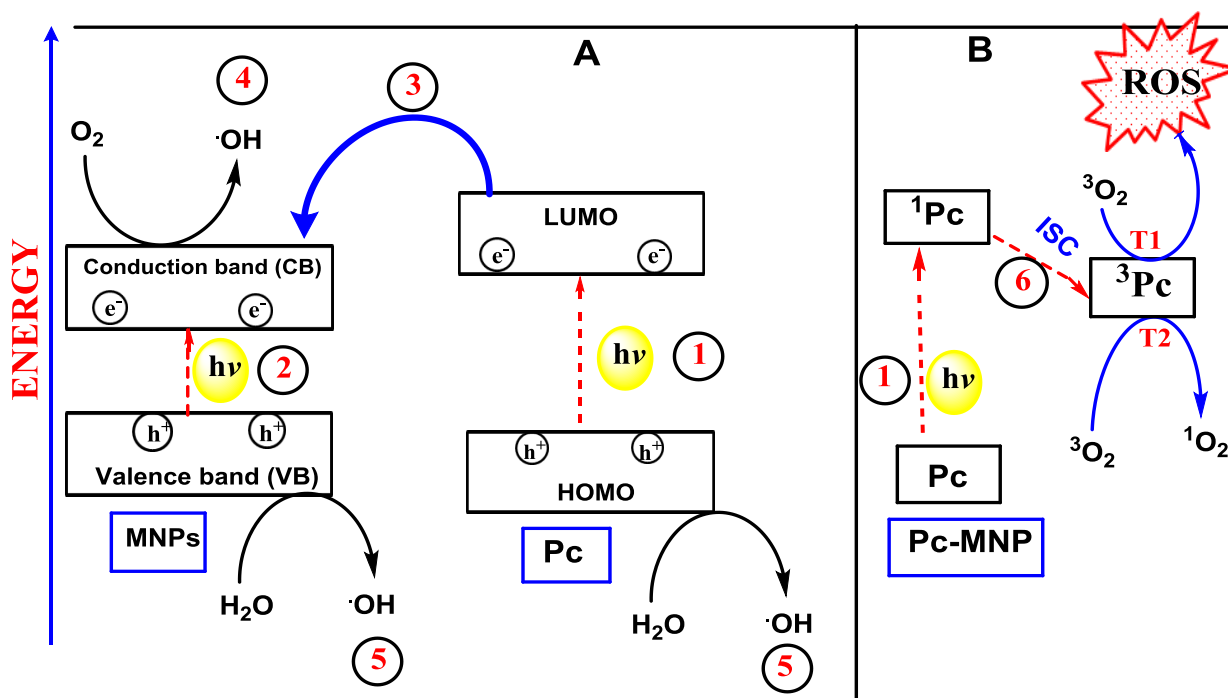 ENERGY
A
4
3
O₂
·OH
LUMO
e⁻ e⁻
Conduction band (CB)
e⁻ e⁻
hν
2
hν
1
h⁺ h⁺
Valence band (VB)
h⁺ h⁺
HOMO
MNPs
Pc
H₂O
·OH
5
H₂O
·OH
5
B
ROS
³O₂
¹Pc
ISC
T1
6
³Pc
T2
1
hν
³O₂
¹O₂
Pc
Pc-MNP